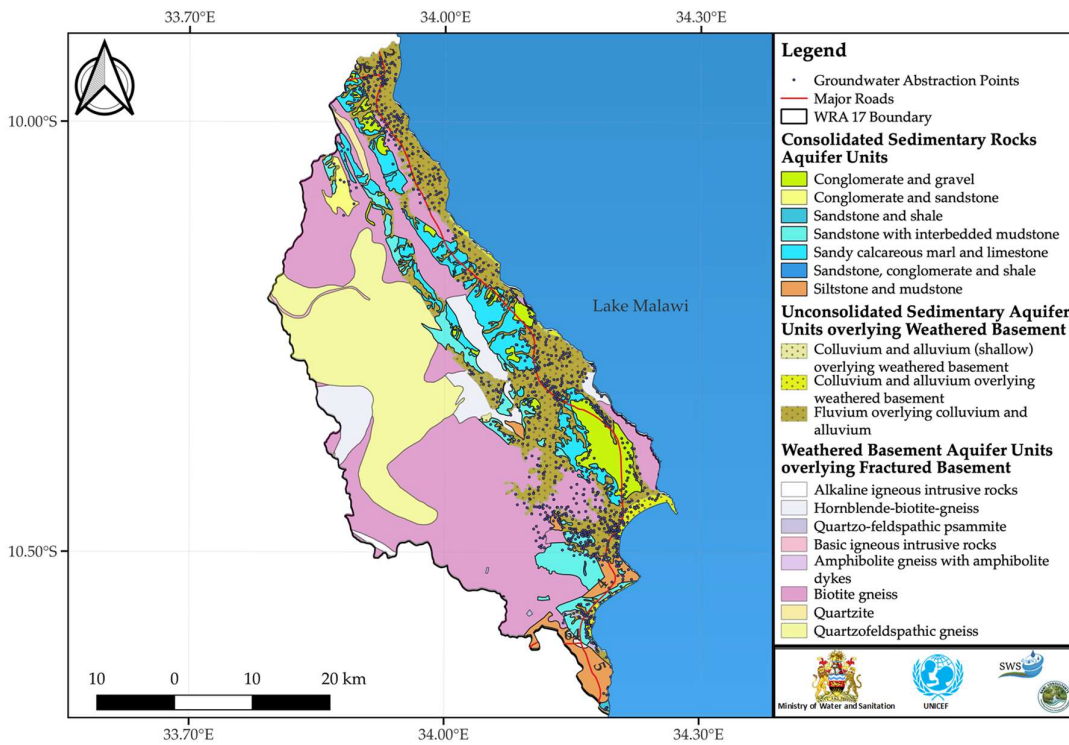 33.70°E 34.00°E 34.30°E
10.00°S
10.50°S
Lake Malawi
64
5
10 0 10 20 km
33.70°E 34.00°E 34.30°E
Legend
Groundwater Abstraction Points
Major Roads
WRA 17 Boundary
Consolidated Sedimentary Rocks
Aquifer Units
Conglomerate and gravel
Conglomerate and sandstone
Sandstone and shale
Sandstone with interbedded mudstone
Sandy calcareous marl and limestone
Sandstone, conglomerate and shale
Siltstone and mudstone
Unconsolidated Sedimentary Aquifer
Units overlying Weathered Basement
Colluvium and alluvium (shallow)
overlying weathered basement
Colluvium and alluvium overlying
weathered basement
Fluvium overlying colluvium and
alluvium
Weathered Basement Aquifer Units
overlying Fractured Basement
Alkaline igneous intrusive rocks
Hornblende-biotite-gneiss
Quartzo-feldspathic psammite
Basic igneous intrusive rocks
Amphibolite gneiss with amphibolite
dykes
Biotite gneiss
Quartzite
Quartzofeldspathic gneiss
Ministry of Water and Sanitation
UNICEF
SWS